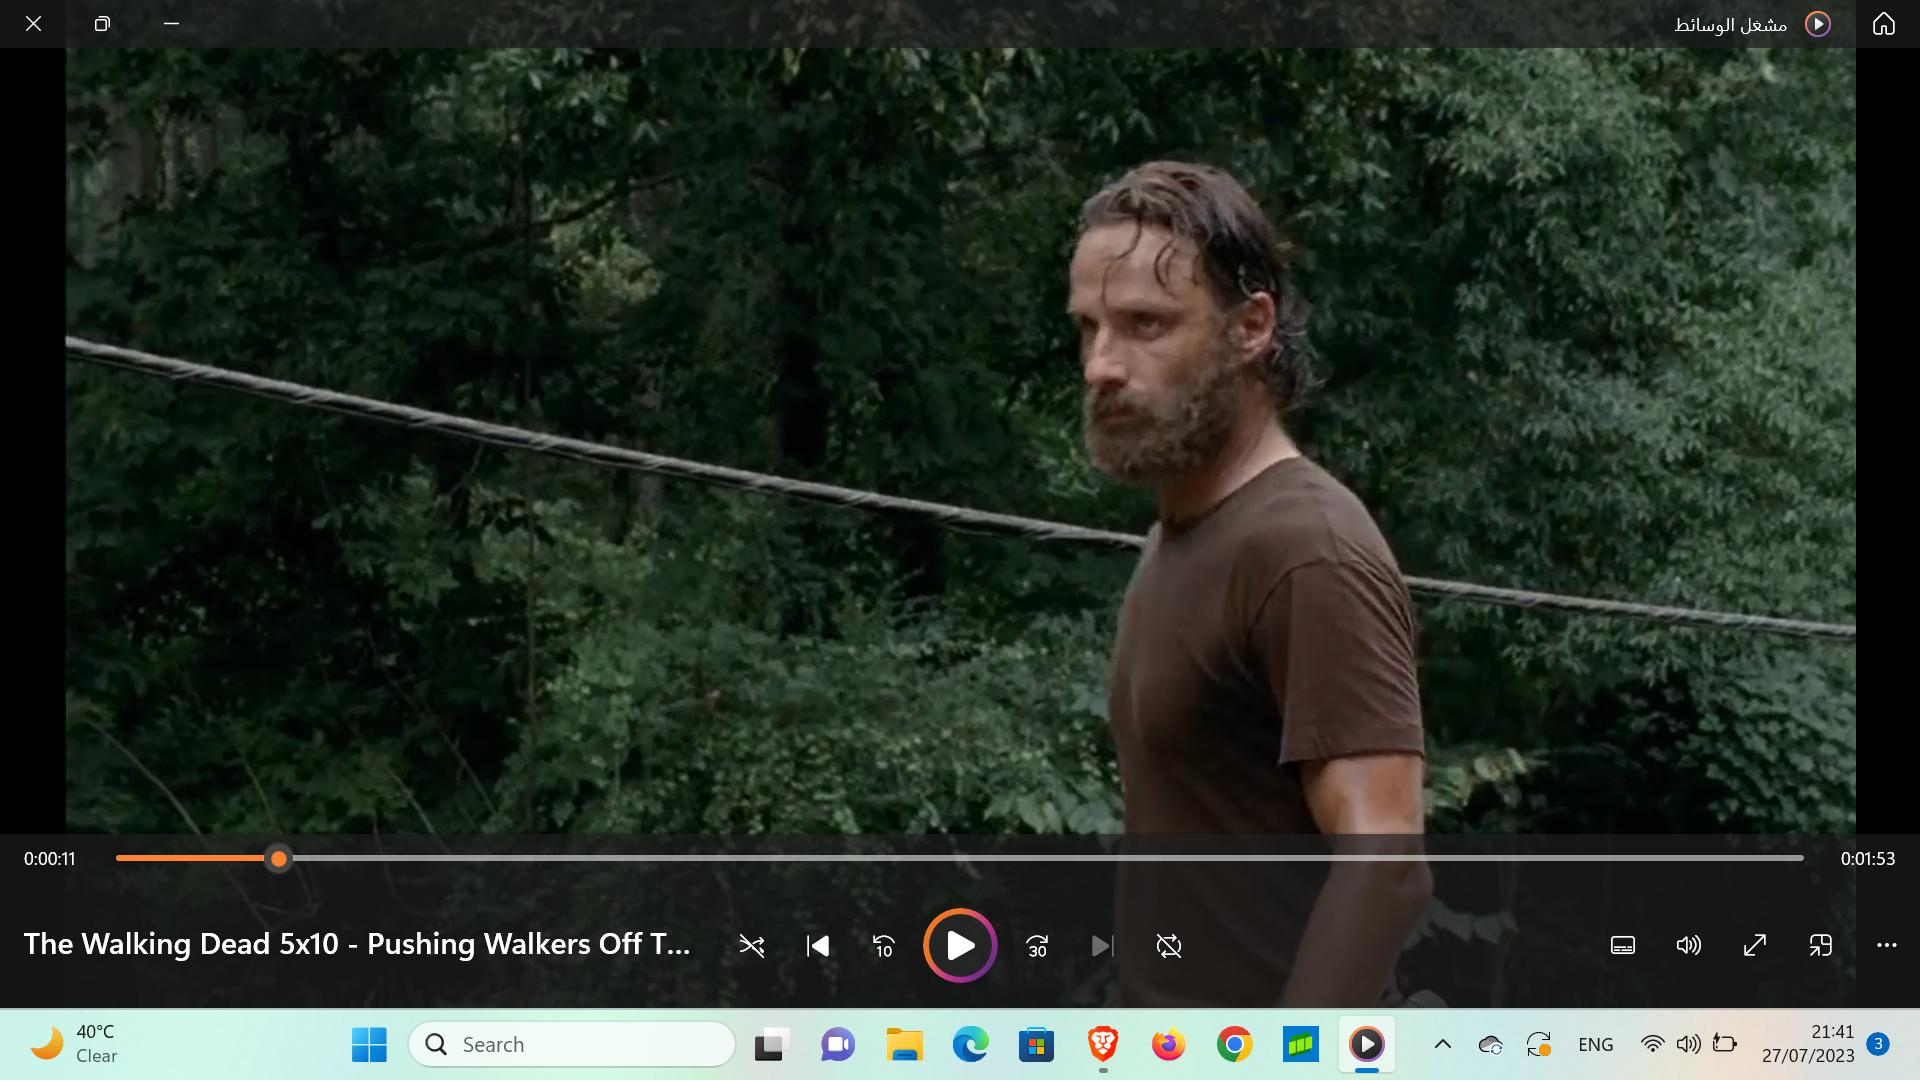 مشغل الوسائط
0:00:11
0:01:53
The Walking Dead 5x10 - Pushing Walkers Off T...
10
30
40°C
Clear
Search
ENG
21:41
27/07/2023
3